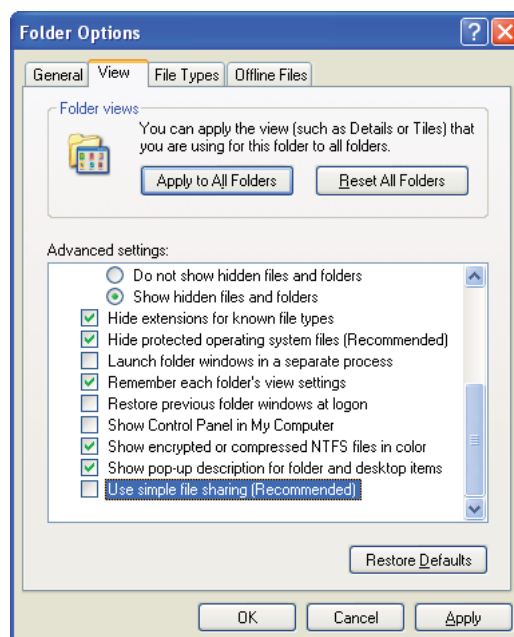 Folder Options
General View File Types Offline Files
Folder views
You can apply the view (such as Details or Tiles) that
you are using for this folder to all folders.
Apply to All Folders Reset All Folders
Advanced settings:
Do not show hidden files and folders
Show hidden files and folders
Hide extensions for known file types
Hide protected operating system files (Recommended)
Launch folder windows in a separate process
Remember each folder's view settings
Restore previous folder windows at logon
Show Control Panel in My Computer
Show encrypted or compressed NTFS files in color
Show pop-up description for folder and desktop items
Use simple file sharing (Recommended)
Restore Defaults
OK Cancel Apply